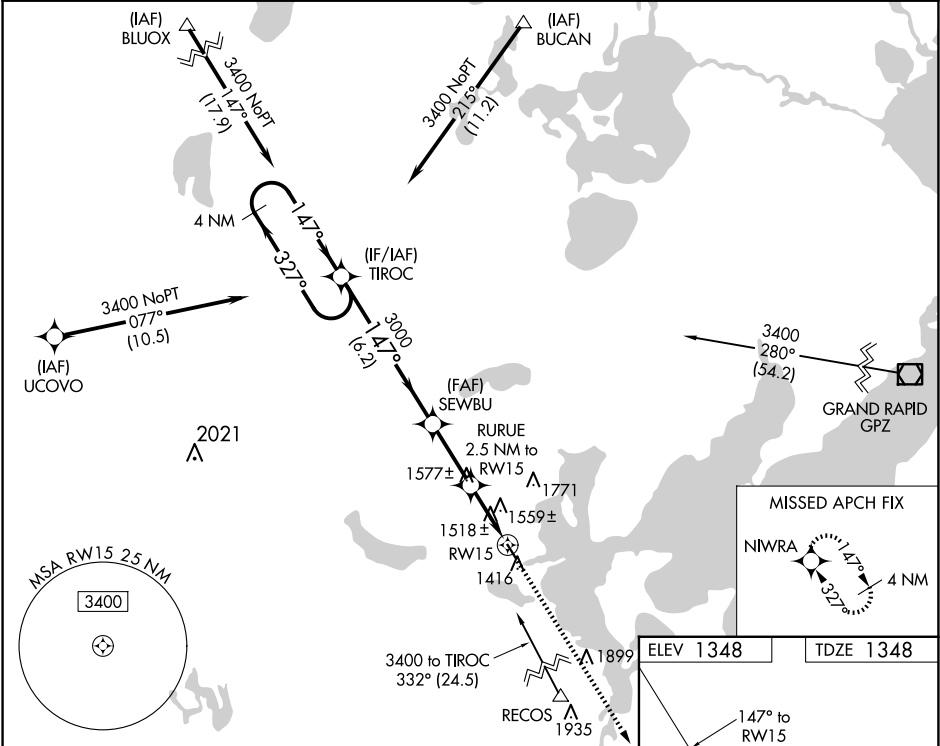 (IAF)
BLUOX
(IAF)
BUCAN
3400 NoPT
147°
(17.9)
3400 NoPT
215°
(11.2)
4 NM
147°
327°
(IF/IAF)
TIROC
3400 NoPT
077°
(10.5)
(IAF)
UCOVO
3000
147°
(6.2)
3400
280°
(54.2)
GRAND RAPID
GPZ
(FAF)
SEWBU
2021
RURUE
2.5 NM to
RW15
1577±
1771
1559±
1518±
RW15
1416
MISSED APCH FIX
NIWRA
147°
327°
4 NM
MSA RW15 25 NM
3400
3400 to TIROC
332° (24.5)
1899
RECOS
1935
ELEV 1348
TDZE 1348
147° to
RW15